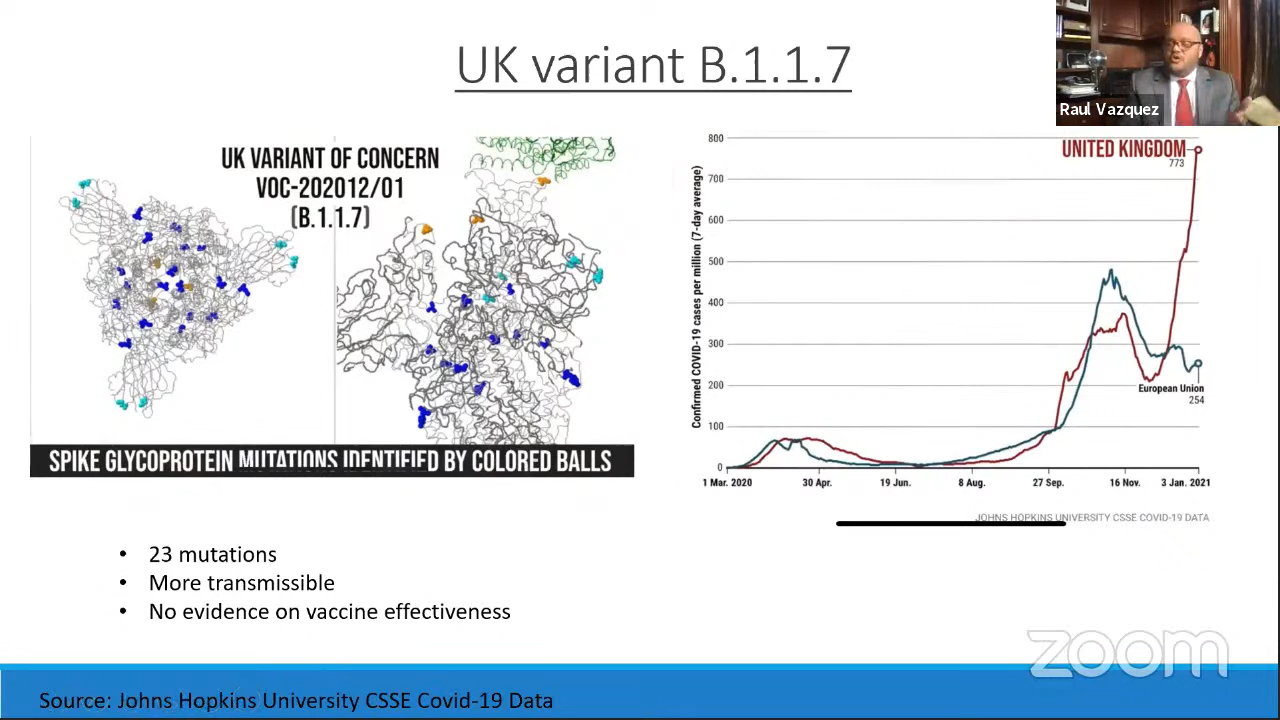 UK variant B.1.1.7
Raul Vazquez
UK VARIANT OF CONCERN
VOC-202012/01
(B.1.1.7)
SPIKE GLYCOPROTEIN MUTATIONS IDENTIFIED BY COLORED BALLS
Confirmed COVID-19 cases per million (7-day average)
800
700
600
500
400
300
200
100
0
UNITED KINGDOM
773
European Union
254
1 Mar. 2020
30 Apr.
19 Jun.
8 Aug.
27 Sep.
16 Nov.
3 Jan. 2021
JOHNS HOPKINS UNIVERSITY CSSE COVID-19 DATA
• 23 mutations
• More transmissible
• No evidence on vaccine effectiveness
zoom
Source: Johns Hopkins University CSSE Covid-19 Data